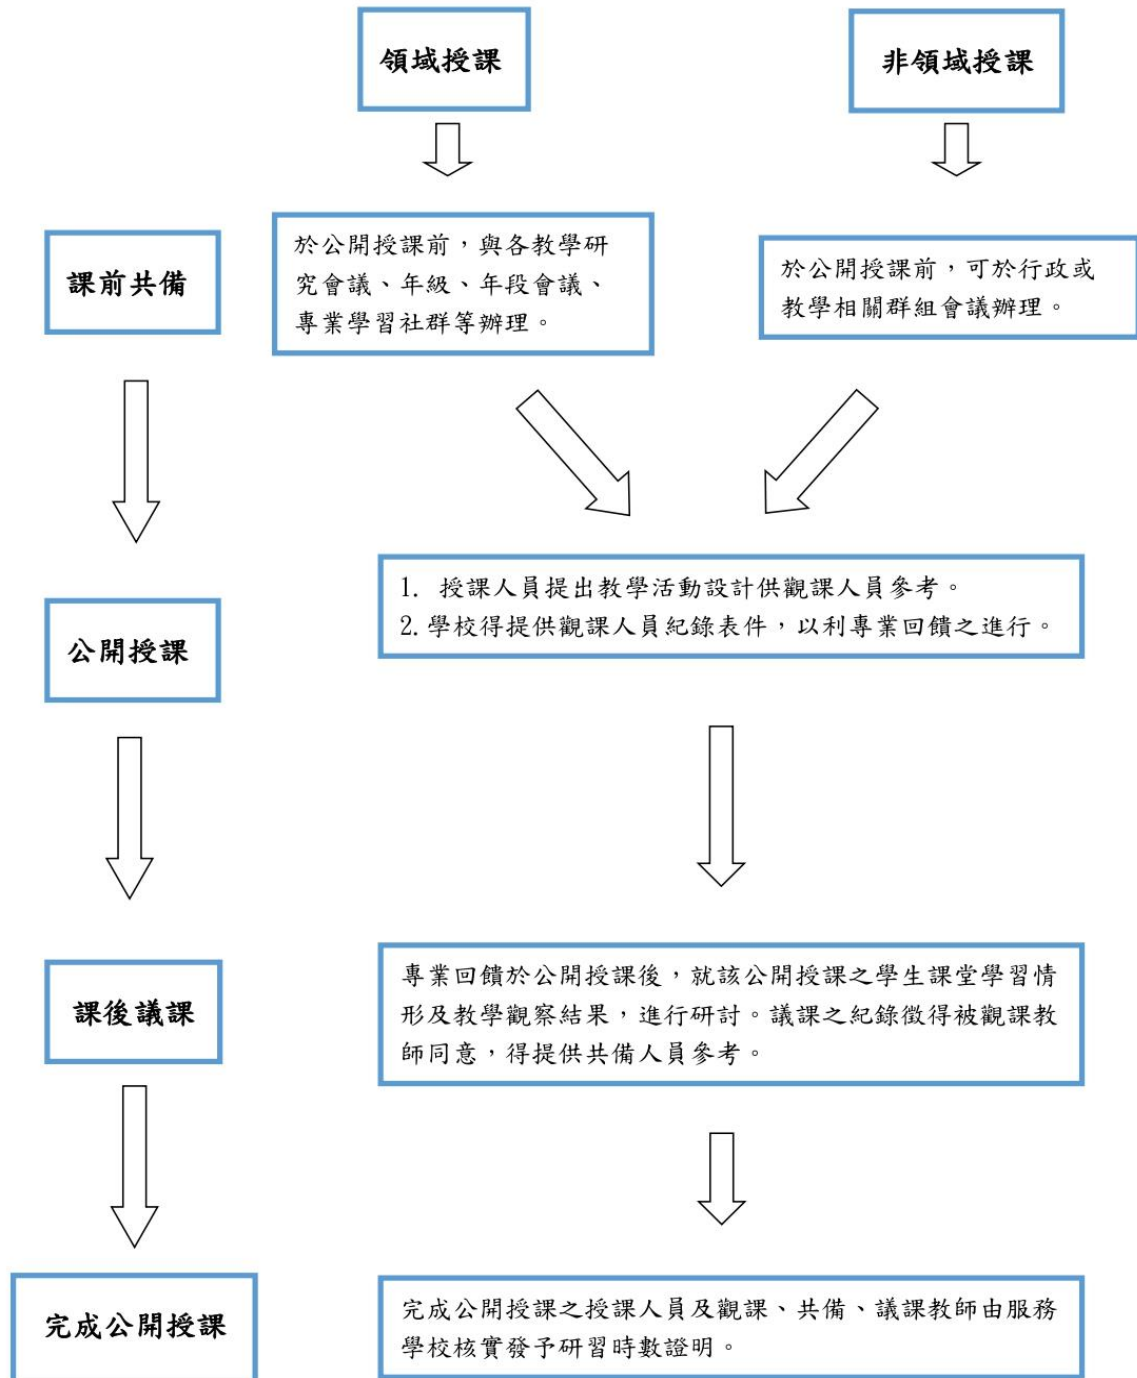 領域授課
非領域授課
課前共備
於公開授課前，與各教學研
究會議、年級、年段會議、
專業學習社群等辦理。
於公開授課前，可於行政或
教學相關群組會議辦理。
公開授課
1. 授課人員提出教學活動設計供觀課人員參考。
2.學校得提供觀課人員紀錄表件，以利專業回饋之進行。
課後議課
專業回饋於公開授課後，就該公開授課之學生課堂學習情
形及教學觀察結果，進行研討。議課之紀錄徵得被觀課教
師同意，得提供共備人員參考。
完成公開授課
完成公開授課之授課人員及觀課、共備、議課教師由服務
學校核實發予研習時數證明。